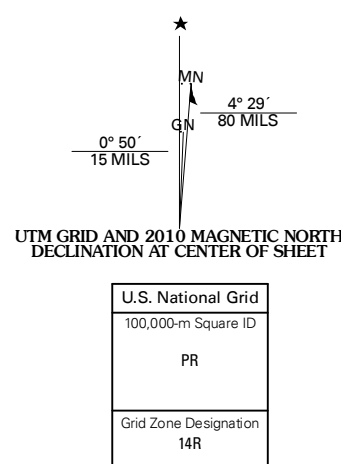 ★
MN
4° 29´
80 MILS
GN
0° 50´
15 MILS
UTM GRID AND 2010 MAGNETIC NORTH
DECLINATION AT CENTER OF SHEET
U.S. National Grid
100,000-m Square ID
PR
Grid Zone Designation
14R